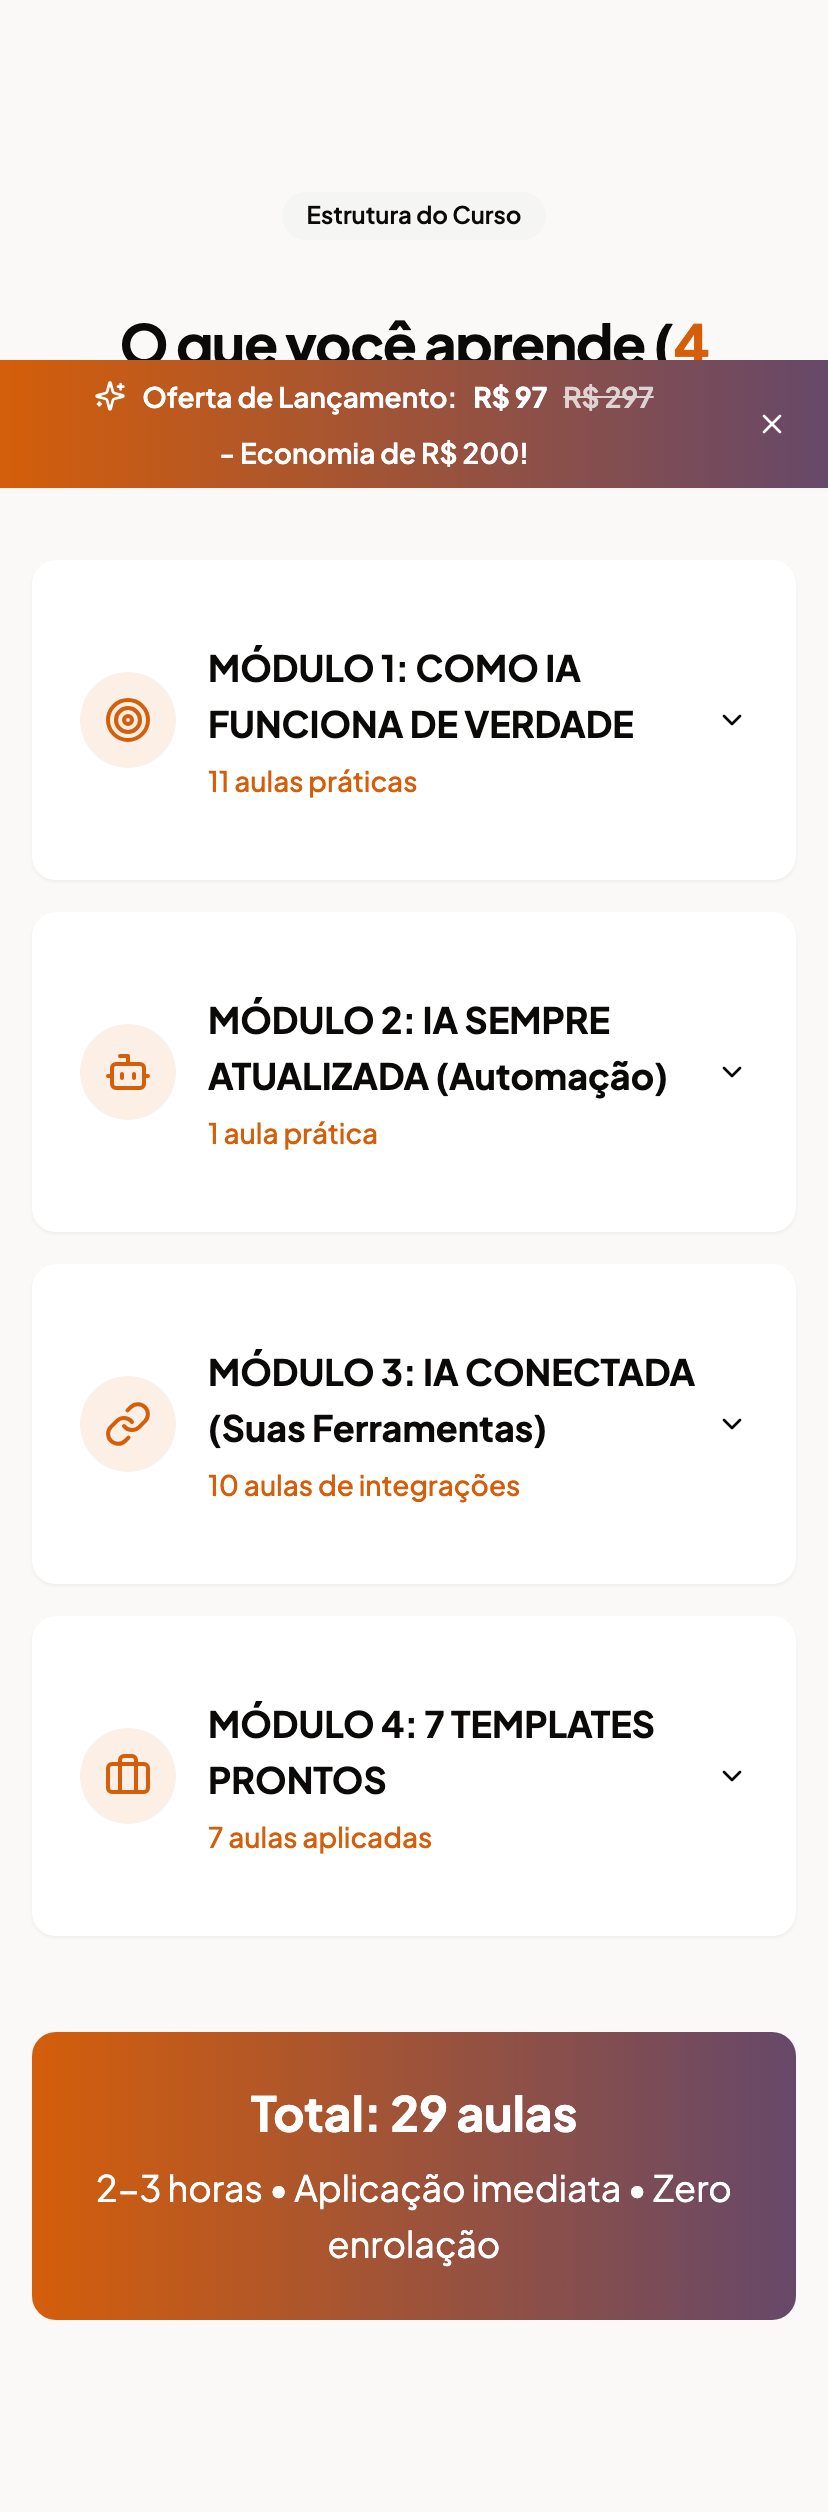 Estrutura do Curso
O que você aprende (4
Oferta de Lançamento: R$ 97 R$ 297
- Economia de R$ 200!
MÓDULO 1: COMO IA
FUNCIONA DE VERDADE
11 aulas práticas
MÓDULO 2: IA SEMPRE
ATUALIZADA (Automação)
1 aula prática
MÓDULO 3: IA CONECTADA
(Suas Ferramentas)
10 aulas de integrações
MÓDULO 4: 7 TEMPLATES
PRONTOS
7 aulas aplicadas
Total: 29 aulas
2-3 horas • Aplicação imediata • Zero
enrolação